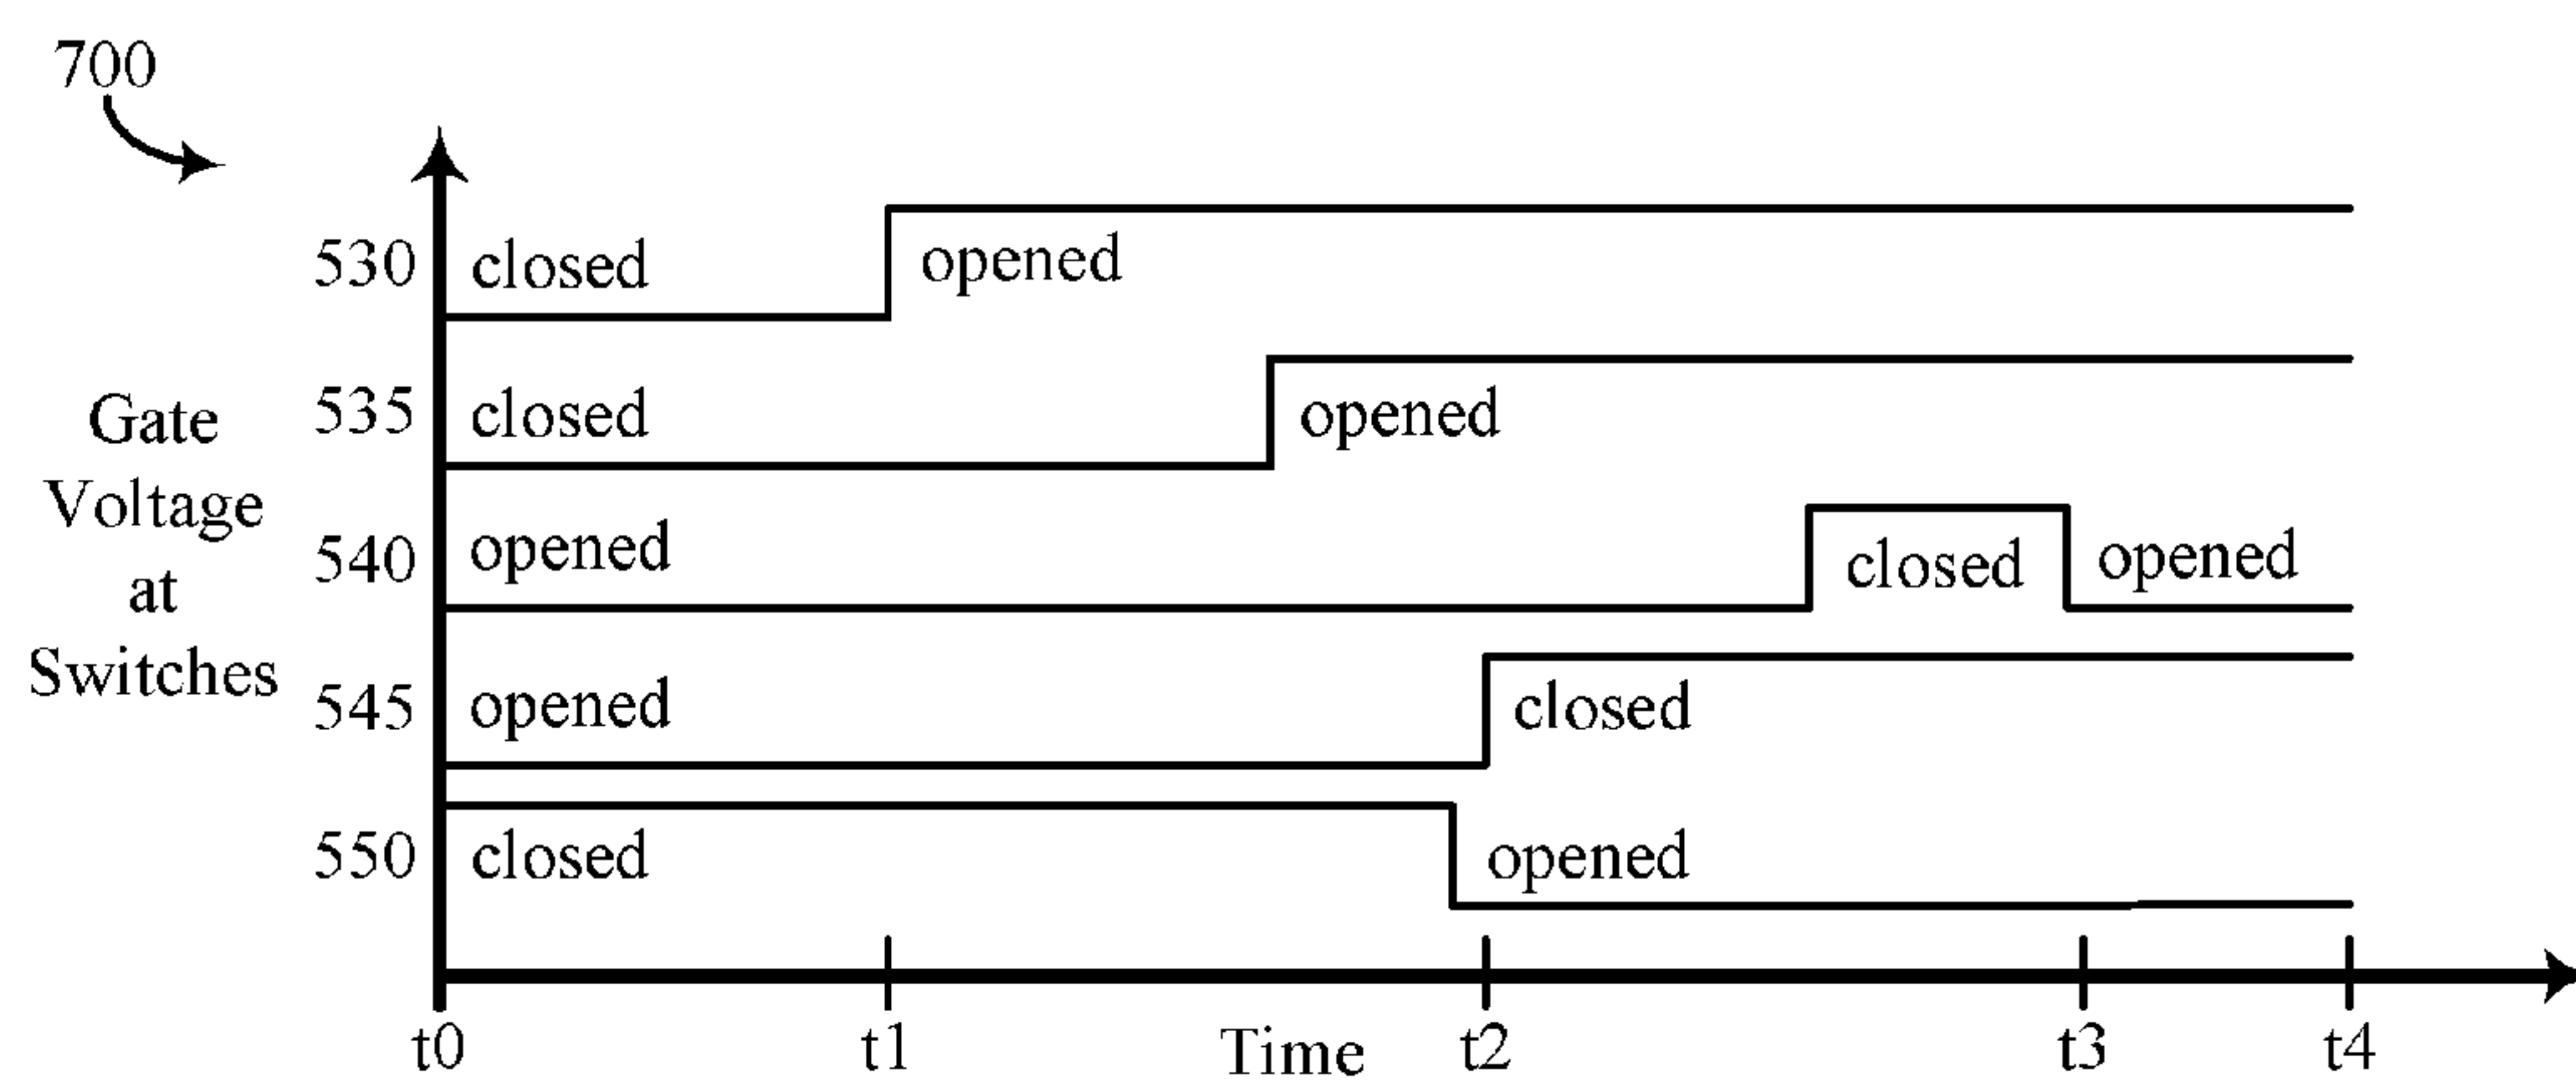 700
530 closed opened
535 closed opened
Gate
Voltage
at
Switches
540 opened closed opened
545 opened closed
550 closed opened
t0 t1 Time t2 t3 t4